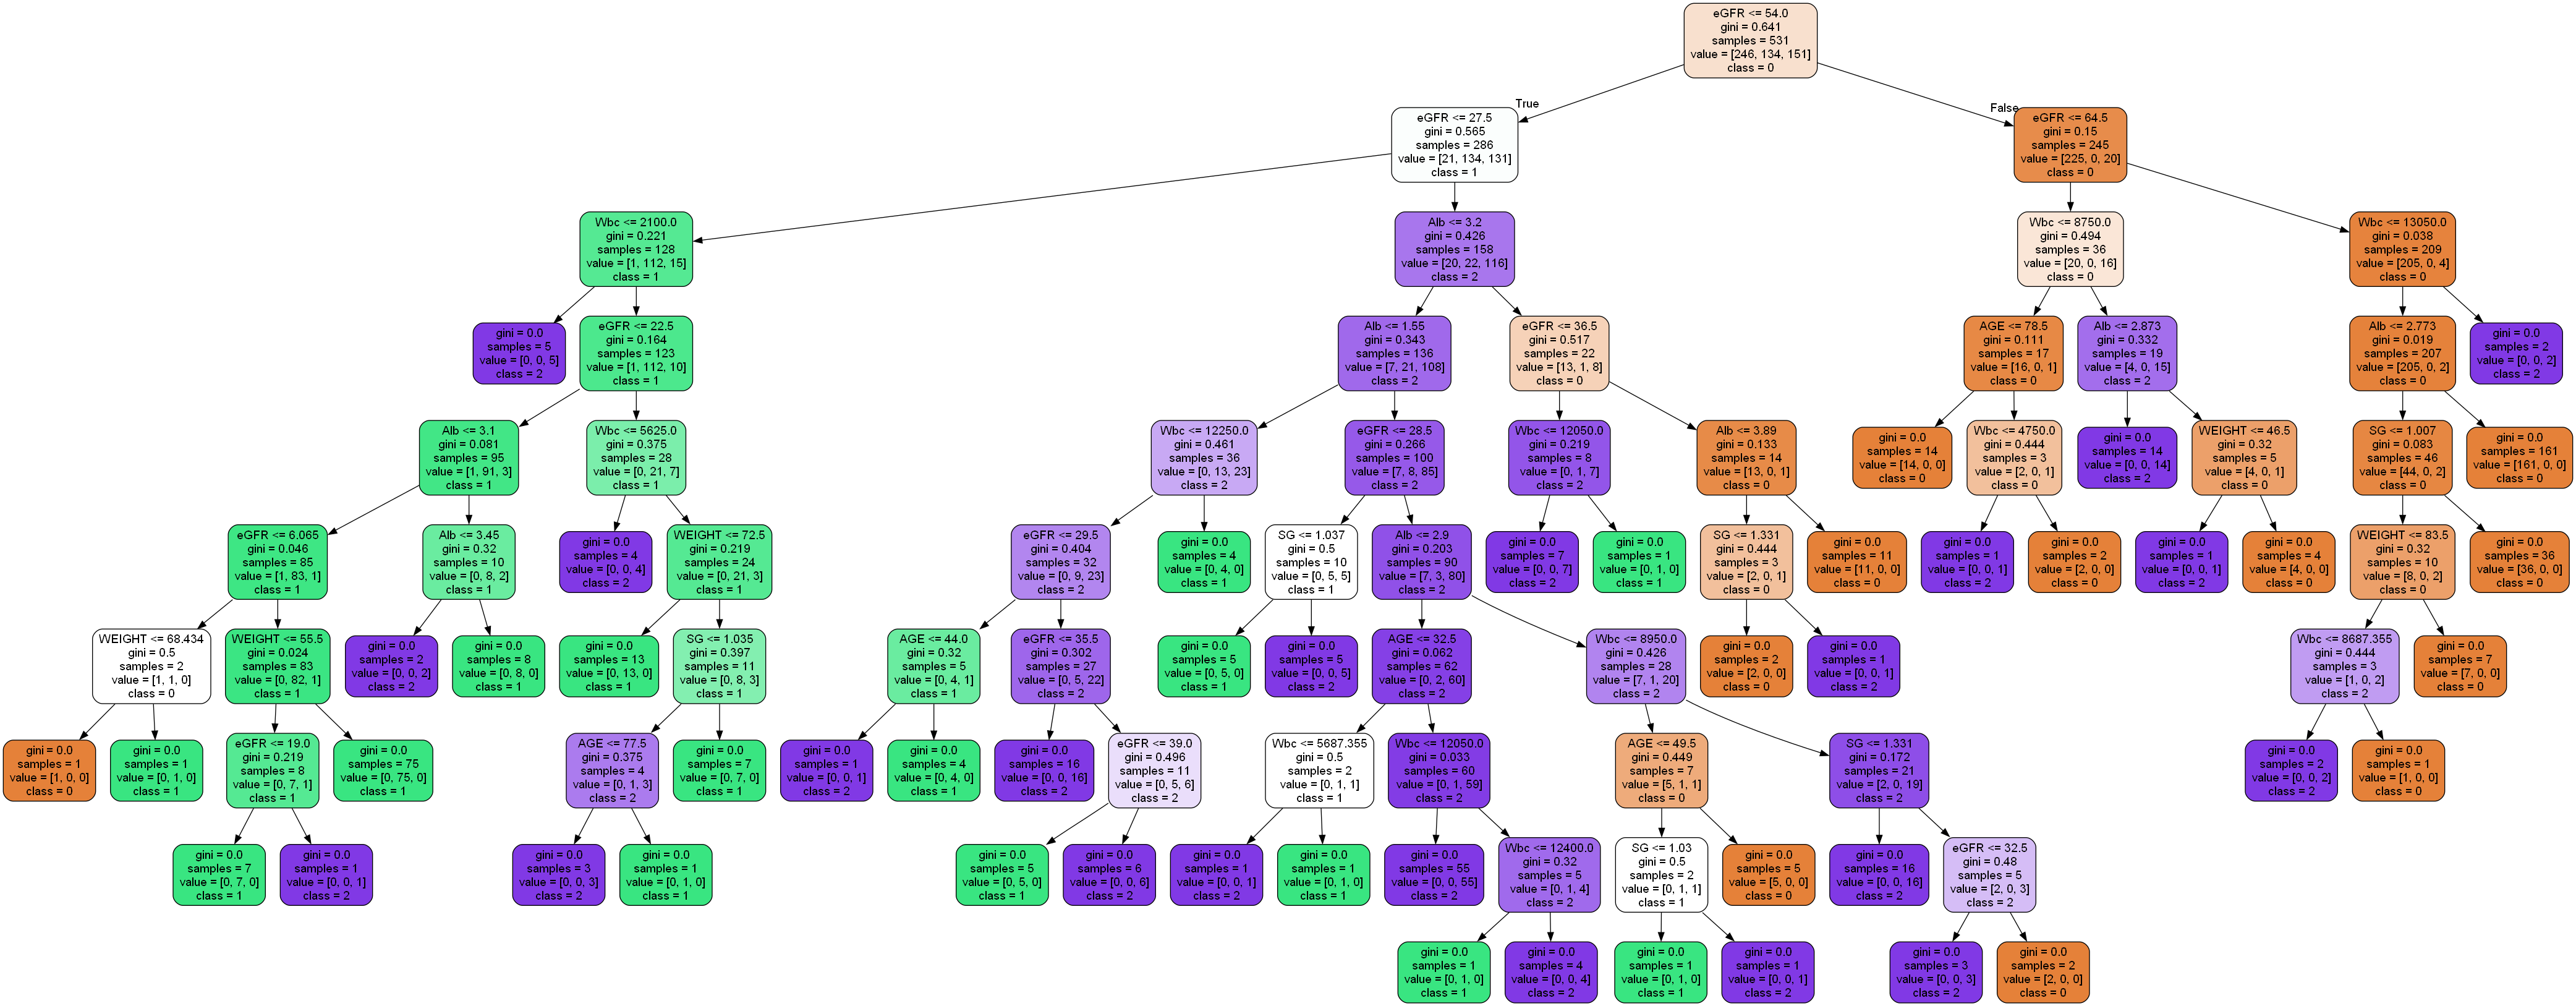 eGFR <= 54.0
gini = 0.641
samples = 531
value = [246, 134, 151]
class = 0
True
False
eGFR <= 27.5
gini = 0.565
samples = 286
value = [21, 134, 131]
class = 1
eGFR <= 64.5
gini = 0.15
samples = 245
value = [225, 0, 20]
class = 0
Wbc <= 2100.0
gini = 0.221
samples = 128
value = [1, 112, 15]
class = 1
Alb <= 3.2
gini = 0.426
samples = 158
value = [20, 22, 116]
class = 2
Wbc <= 8750.0
gini = 0.494
samples = 36
value = [20, 0, 16]
class = 0
Wbc <= 13050.0
gini = 0.038
samples = 209
value = [205, 0, 4]
class = 0
gini = 0.0
samples = 5
value = [0, 0, 5]
class = 2
eGFR <= 22.5
gini = 0.164
samples = 123
value = [1, 112, 10]
class = 1
Alb <= 1.55
gini = 0.343
samples = 136
value = [7, 21, 108]
class = 2
eGFR <= 36.5
gini = 0.517
samples = 22
value = [13, 1, 8]
class = 0
AGE <= 78.5
gini = 0.111
samples = 17
value = [16, 0, 1]
class = 0
Alb <= 2.873
gini = 0.332
samples = 19
value = [4, 0, 15]
class = 2
Alb <= 2.773
gini = 0.019
samples = 207
value = [205, 0, 2]
class = 0
gini = 0.0
samples = 2
value = [0, 0, 2]
class = 2
Alb <= 3.1
gini = 0.081
samples = 95
value = [1, 91, 3]
class = 1
Wbc <= 5625.0
gini = 0.375
samples = 28
value = [0, 21, 7]
class = 1
Wbc <= 12250.0
gini = 0.461
samples = 36
value = [0, 13, 23]
class = 2
eGFR <= 28.5
gini = 0.266
samples = 100
value = [7, 8, 85]
class = 2
Wbc <= 12050.0
gini = 0.219
samples = 8
value = [0, 1, 7]
class = 2
Alb <= 3.89
gini = 0.133
samples = 14
value = [13, 0, 1]
class = 0
gini = 0.0
samples = 14
value = [14, 0, 0]
class = 0
Wbc <= 4750.0
gini = 0.444
samples = 3
value = [2, 0, 1]
class = 0
gini = 0.0
samples = 14
value = [0, 0, 14]
class = 2
WEIGHT <= 46.5
gini = 0.32
samples = 5
value = [4, 0, 1]
class = 0
SG <= 1.007
gini = 0.083
samples = 46
value = [44, 0, 2]
class = 0
gini = 0.0
samples = 161
value = [161, 0, 0]
class = 0
eGFR <= 6.065
gini = 0.046
samples = 85
value = [1, 83, 1]
class = 1
Alb <= 3.45
gini = 0.32
samples = 10
value = [0, 8, 2]
class = 1
gini = 0.0
samples = 4
value = [0, 0, 4]
class = 2
WEIGHT <= 72.5
gini = 0.219
samples = 24
value = [0, 21, 3]
class = 1
eGFR <= 29.5
gini = 0.404
samples = 32
value = [0, 9, 23]
class = 2
gini = 0.0
samples = 4
value = [0, 4, 0]
class = 1
SG <= 1.037
gini = 0.5
samples = 10
value = [0, 5, 5]
class = 1
Alb <= 2.9
gini = 0.203
samples = 90
value = [7, 3, 80]
class = 2
gini = 0.0
samples = 7
value = [0, 0, 7]
class = 2
gini = 0.0
samples = 1
value = [0, 1, 0]
class = 1
SG <= 1.331
gini = 0.444
samples = 3
value = [2, 0, 1]
class = 0
gini = 0.0
samples = 11
value = [11, 0, 0]
class = 0
gini = 0.0
samples = 1
value = [0, 0, 1]
class = 2
gini = 0.0
samples = 2
value = [2, 0, 0]
class = 0
gini = 0.0
samples = 1
value = [0, 0, 1]
class = 2
gini = 0.0
samples = 4
value = [4, 0, 0]
class = 0
WEIGHT <= 83.5
gini = 0.32
samples = 10
value = [8, 0, 2]
class = 0
gini = 0.0
samples = 36
value = [36, 0, 0]
class = 0
WEIGHT <= 68.434
gini = 0.5
samples = 2
value = [1, 1, 0]
class = 0
WEIGHT <= 55.5
gini = 0.024
samples = 83
value = [0, 82, 1]
class = 1
gini = 0.0
samples = 2
value = [0, 0, 2]
class = 2
gini = 0.0
samples = 8
value = [0, 8, 0]
class = 1
gini = 0.0
samples = 13
value = [0, 13, 0]
class = 1
SG <= 1.035
gini = 0.397
samples = 11
value = [0, 8, 3]
class = 1
AGE <= 44.0
gini = 0.32
samples = 5
value = [0, 4, 1]
class = 1
eGFR <= 35.5
gini = 0.302
samples = 27
value = [0, 5, 22]
class = 2
gini = 0.0
samples = 5
value = [0, 5, 0]
class = 1
gini = 0.0
samples = 5
value = [0, 0, 5]
class = 2
AGE <= 32.5
gini = 0.062
samples = 62
value = [0, 2, 60]
class = 2
Wbc <= 8950.0
gini = 0.426
samples = 28
value = [7, 1, 20]
class = 2
gini = 0.0
samples = 2
value = [2, 0, 0]
class = 0
gini = 0.0
samples = 1
value = [0, 0, 1]
class = 2
Wbc <= 8687.355
gini = 0.444
samples = 3
value = [1, 0, 2]
class = 2
gini = 0.0
samples = 7
value = [7, 0, 0]
class = 0
gini = 0.0
samples = 1
value = [1, 0, 0]
class = 0
gini = 0.0
samples = 1
value = [0, 1, 0]
class = 1
eGFR <= 19.0
gini = 0.219
samples = 8
value = [0, 7, 1]
class = 1
gini = 0.0
samples = 75
value = [0, 75, 0]
class = 1
AGE <= 77.5
gini = 0.375
samples = 4
value = [0, 1, 3]
class = 2
gini = 0.0
samples = 7
value = [0, 7, 0]
class = 1
gini = 0.0
samples = 1
value = [0, 0, 1]
class = 2
gini = 0.0
samples = 4
value = [0, 4, 0]
class = 1
gini = 0.0
samples = 16
value = [0, 0, 16]
class = 2
eGFR <= 39.0
gini = 0.496
samples = 11
value = [0, 5, 6]
class = 2
Wbc <= 5687.355
gini = 0.5
samples = 2
value = [0, 1, 1]
class = 1
Wbc <= 12050.0
gini = 0.033
samples = 60
value = [0, 1, 59]
class = 2
AGE <= 49.5
gini = 0.449
samples = 7
value = [5, 1, 1]
class = 0
SG <= 1.331
gini = 0.172
samples = 21
value = [2, 0, 19]
class = 2
gini = 0.0
samples = 2
value = [0, 0, 2]
class = 2
gini = 0.0
samples = 1
value = [1, 0, 0]
class = 0
gini = 0.0
samples = 7
value = [0, 7, 0]
class = 1
gini = 0.0
samples = 1
value = [0, 0, 1]
class = 2
gini = 0.0
samples = 3
value = [0, 0, 3]
class = 2
gini = 0.0
samples = 1
value = [0, 1, 0]
class = 1
gini = 0.0
samples = 5
value = [0, 5, 0]
class = 1
gini = 0.0
samples = 6
value = [0, 0, 6]
class = 2
gini = 0.0
samples = 1
value = [0, 0, 1]
class = 2
gini = 0.0
samples = 1
value = [0, 1, 0]
class = 1
gini = 0.0
samples = 55
value = [0, 0, 55]
class = 2
Wbc <= 12400.0
gini = 0.32
samples = 5
value = [0, 1, 4]
class = 2
SG <= 1.03
gini = 0.5
samples = 2
value = [0, 1, 1]
class = 1
gini = 0.0
samples = 5
value = [5, 0, 0]
class = 0
gini = 0.0
samples = 16
value = [0, 0, 16]
class = 2
eGFR <= 32.5
gini = 0.48
samples = 5
value = [2, 0, 3]
class = 2
gini = 0.0
samples = 1
value = [0, 1, 0]
class = 1
gini = 0.0
samples = 4
value = [0, 0, 4]
class = 2
gini = 0.0
samples = 1
value = [0, 1, 0]
class = 1
gini = 0.0
samples = 1
value = [0, 0, 1]
class = 2
gini = 0.0
samples = 3
value = [0, 0, 3]
class = 2
gini = 0.0
samples = 2
value = [2, 0, 0]
class = 0